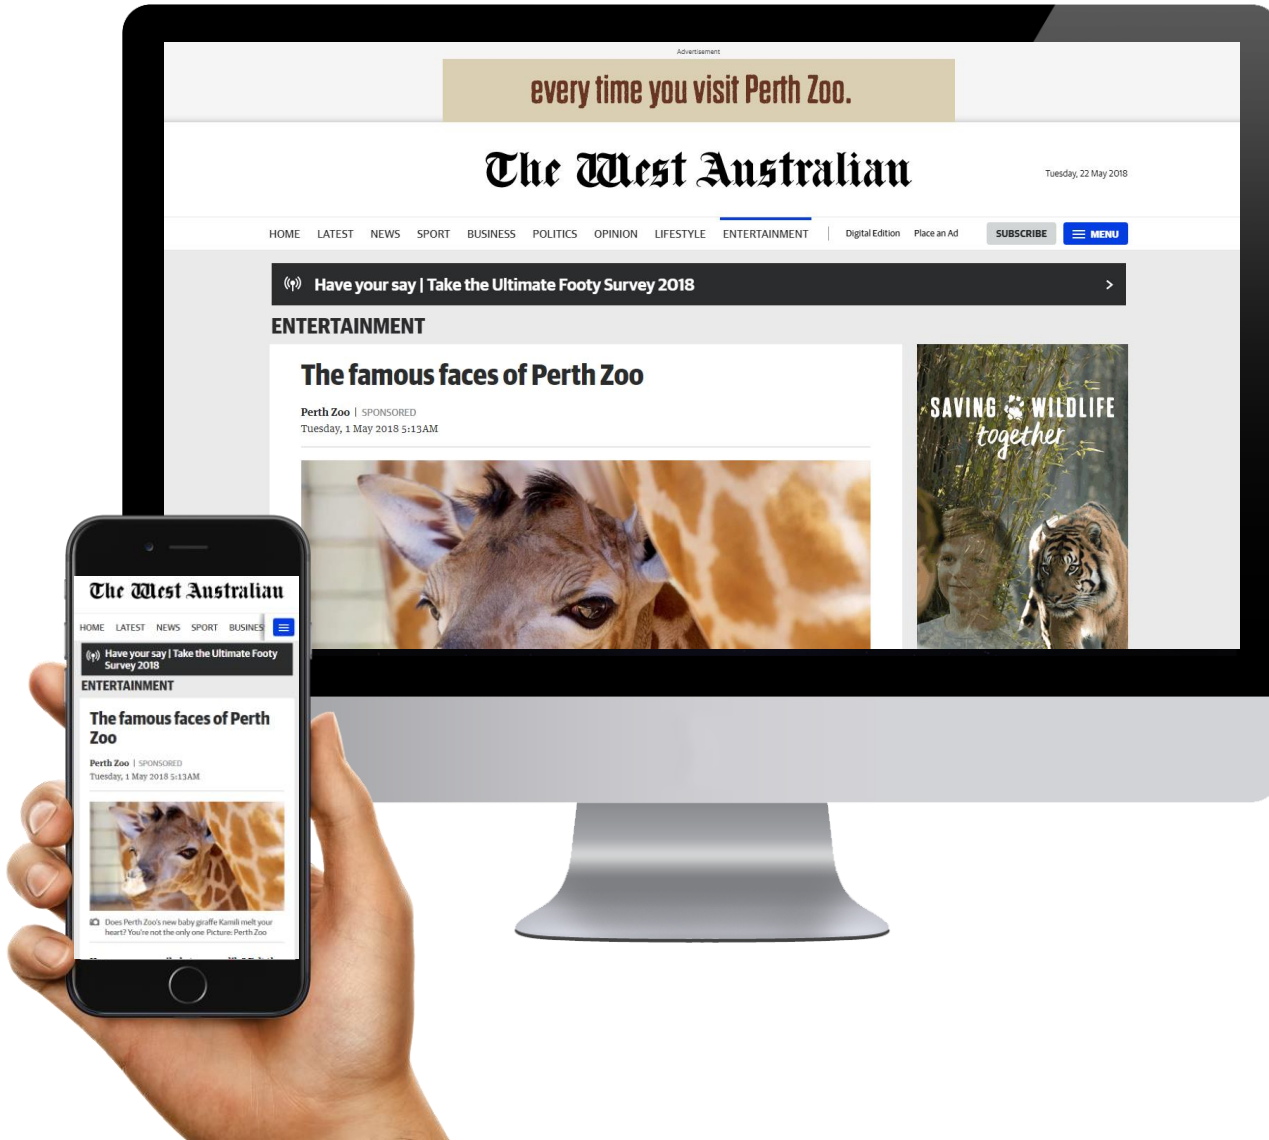 Advertisement
every time you visit Perth Zoo.
The West Australian
Tuesday, 22 May 2018
HOME LATEST NEWS SPORT BUSINESS POLITICS OPINION LIFESTYLE ENTERTAINMENT Digital Edition Place an Ad SUBSCRIBE MENU
Have your say | Take the Ultimate Footy Survey 2018
ENTERTAINMENT
The famous faces of Perth Zoo
Perth Zoo | SPONSORED
Tuesday, 1 May 2018 5:13AM
SAVING WILDLIFE
together
The West Australian
HOME LATEST NEWS SPORT BUSINES
Have your say | Take the Ultimate Footy
Survey 2018
ENTERTAINMENT
The famous faces of Perth
Zoo
Perth Zoo | SPONSORED
Tuesday, 1 May 2018 5:13AM
Does Perth Zoo's new baby giraffe Kamili melt your
heart? You're not the only one Picture: Perth Zoo